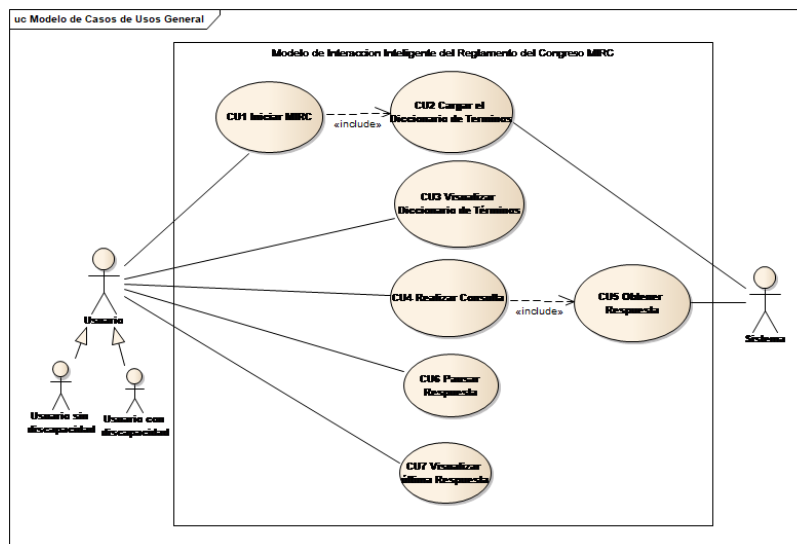 uc Modelo de Casos de Usos General
Modelo de Interaccion Inteligente del Reglamento del Congreso MIRC
CU1 Iniciar MIRC
«include»
CU2 Cargar el
Diccionario de Terminos
CU3 Visualizar
Diccionario de Términos
CU4 Realizar Consulla
«include»
CU5 Obtener
Respuesta
CU6 Pausar
Respuesta
CU7 Visualizar
última Respuesta
Usuario
Usuario sin
discapacidad
Usuario con
discapacidad
Sistema